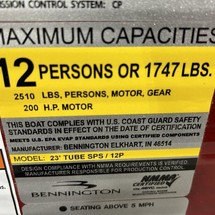 SSION CONTROL SYSTEM: CP
MAXIMUM CAPACITIES
12 PERSONS OR 1747 LBS.
2510 LBS, PERSONS, MOTOR, GEAR
200 H.P. MOTOR
THIS BOAT COMPLIES WITH U.S. COAST GUARD SAFETY
STANDARDS IN EFFECT ON THE DATE OF CERTIFICATION
MEETS U.S. EPA EVAP STANDARDS USING CERTIFIED COMPONENTS
MANUFACTURER: BENNINGTON ELKHART, IN 46514
MODEL: 23' TUBE SPS / 12P
DESIGN COMPLIANCE WITH NMMA REQUIREMENTS IS VERIFIED.
MANUFACTURER RESPONSIBLE FOR PRODUCTION CONTROL
BENNINGTON
NMMA
CERTIFIED
SEATING ABOVE 5 MPH